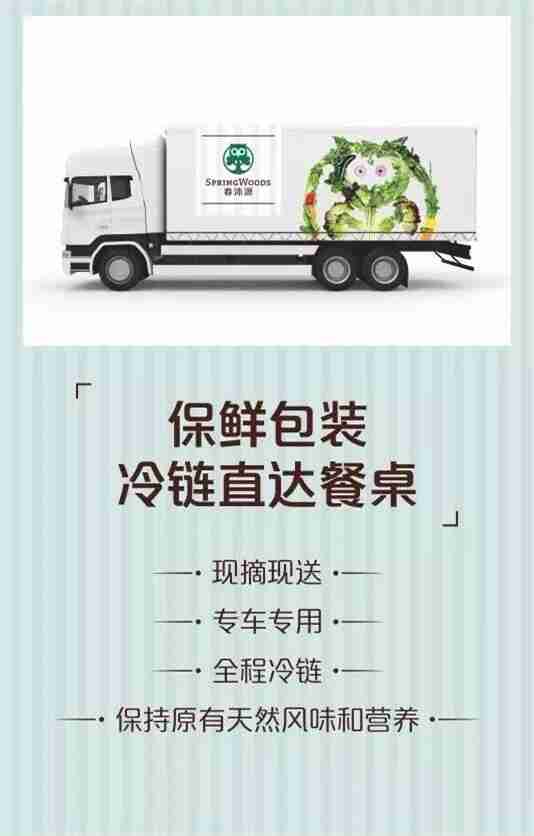 SPRINGWOODS
春沐源
保鲜包装
冷链直达餐桌
现摘现送
专车专用
全程冷链
保持原有天然风味和营养